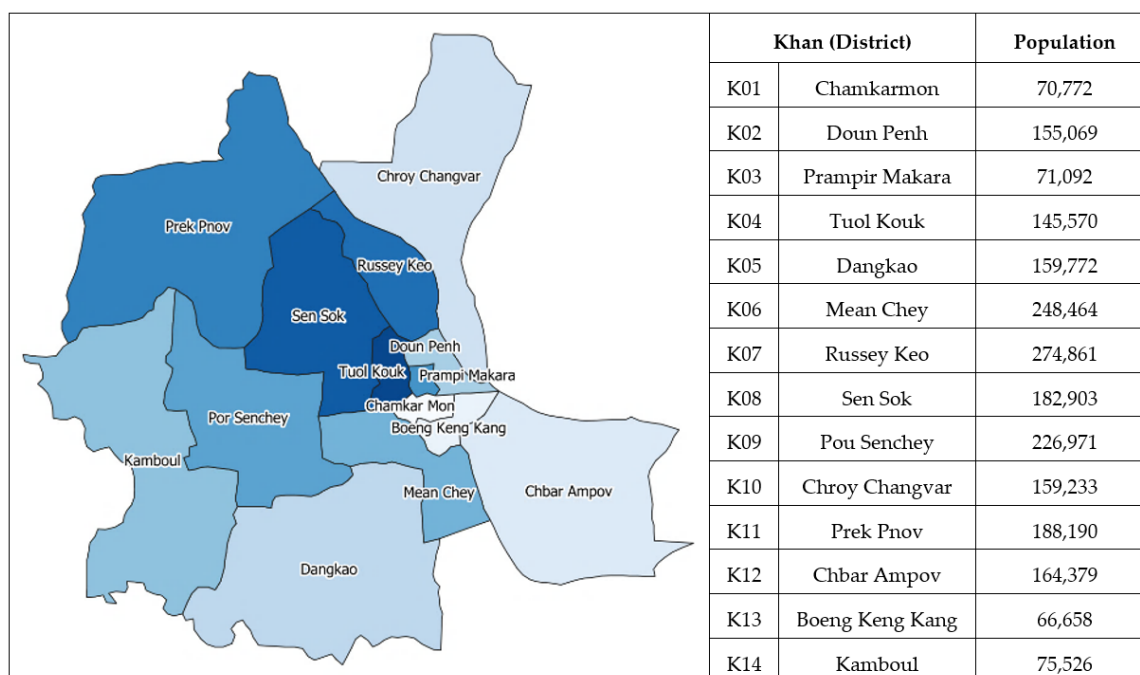 Chroy Changvar
Prek Pnov
Russey Keo
Sen Sok
Doun Penh
Tuol Kouk
Prampi Makara
Chamkar Mon
Por Senchey
Boeng Keng Kang
Kamboul
Mean Chey
Chbar Ampov
Dangkao
Khan (District) Population
K01 Chamkarmon 70,772
K02 Doun Penh 155,069
K03 Prampir Makara 71,092
K04 Tuol Kouk 145,570
K05 Dangkao 159,772
K06 Mean Chey 248,464
K07 Russey Keo 274,861
K08 Sen Sok 182,903
K09 Pou Senchey 226,971
K10 Chroy Changvar 159,233
K11 Prek Pnov 188,190
K12 Chbar Ampov 164,379
K13 Boeng Keng Kang 66,658
K14 Kamboul 75,526